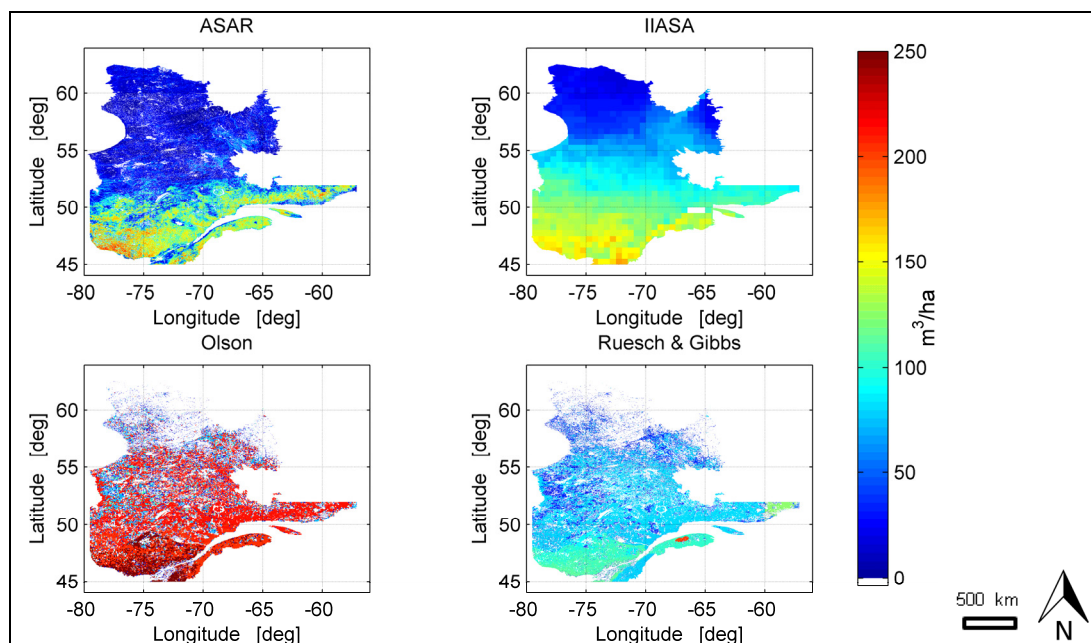 ASAR
Latitude [deg]
60
55
50
45
-80 -75 -70 -65 -60
Longitude [deg]
IIASA
Latitude [deg]
60
55
50
45
-80 -75 -70 -65 -60
Longitude [deg]
Olson
Latitude [deg]
60
55
50
45
-80 -75 -70 -65 -60
Longitude [deg]
Ruesch & Gibbs
Latitude [deg]
60
55
50
45
-80 -75 -70 -65 -60
Longitude [deg]
250
200
150
100
50
0
m³/ha
500 km
N